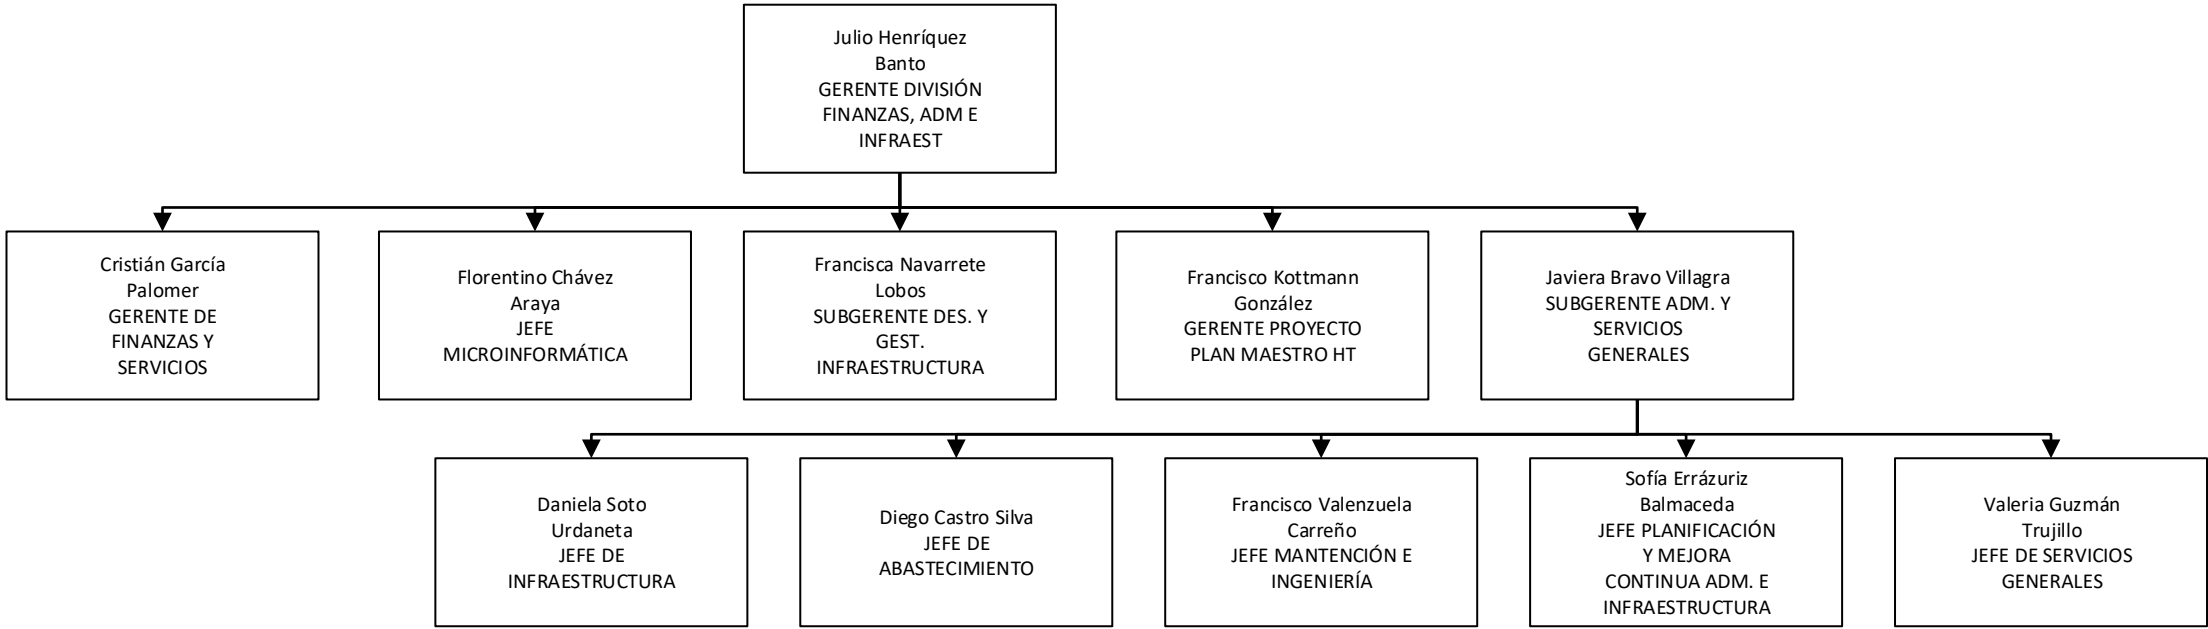 Julio Henríquez
Banto
GERENTE DIVISIÓN
FINANZAS, ADM E
INFRAEST
Cristián García
Palomer
GERENTE DE
FINANZAS Y
SERVICIOS
Florentino Chávez
Araya
JEFE
MICROINFORMÁTICA
Francisca Navarrete
Lobos
SUBGERENTE DES. Y
GEST.
INFRAESTRUCTURA
Francisco Kottmann
González
GERENTE PROYECTO
PLAN MAESTRO HT
Javiera Bravo Villagra
SUBGERENTE ADM. Y
SERVICIOS
GENERALES
Daniela Soto
Urdaneta
JEFE DE
INFRAESTRUCTURA
Diego Castro Silva
JEFE DE
ABASTECIMIENTO
Francisco Valenzuela
Carreño
JEFE MANTENCIÓN E
INGENIERÍA
Sofía Errázuriz
Balmaceda
JEFE PLANIFICACIÓN
Y MEJORA
CONTINUA ADM. E
INFRAESTRUCTURA
Valeria Guzmán
Trujillo
JEFE DE SERVICIOS
GENERALES